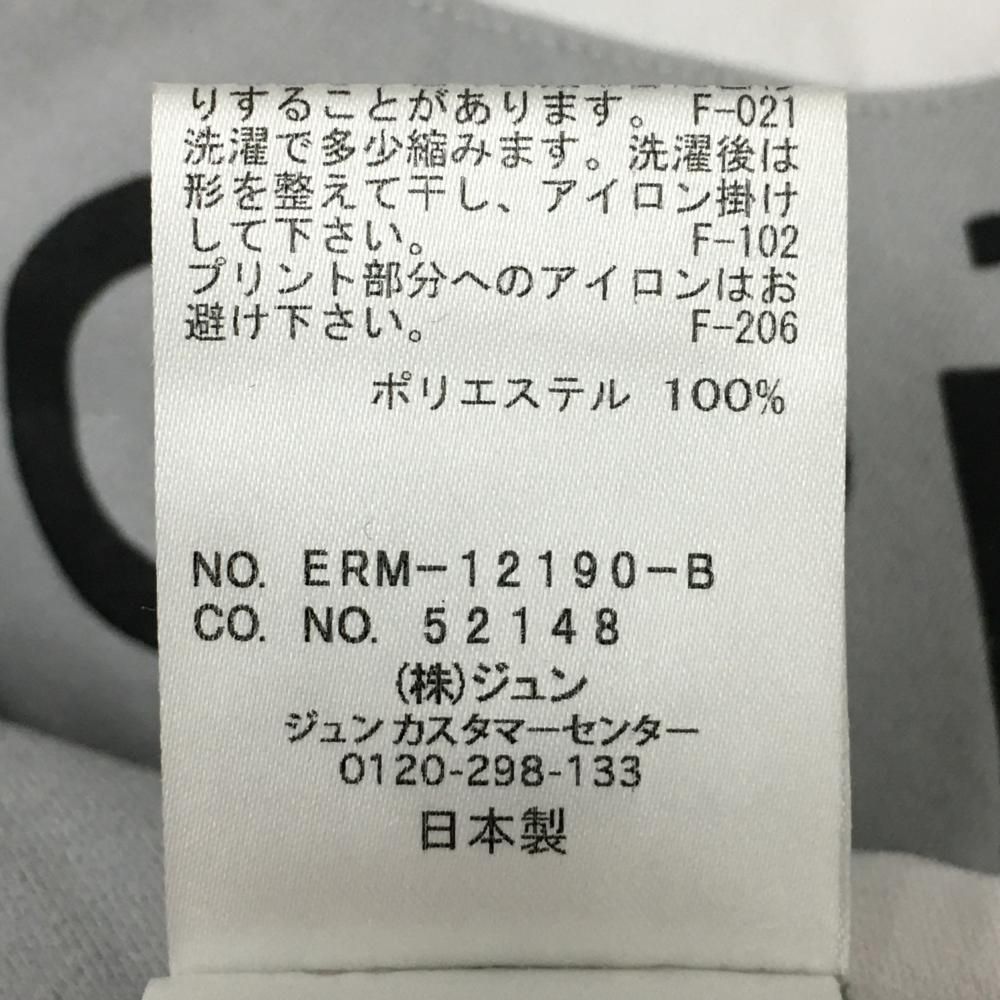 りすることがあります。 F-021
洗濯で多少縮みます。洗濯後は
形を整えて干し、アイロン掛け
して下さい。 F-102
プリント部分へのアイロンはお
避け下さい。 F-206
ポリエステル 100%
NO. ERM-12190-B
CO. NO. 52148
(株)ジュン
ジュンカスタマーセンター
0120-298-133
日本製